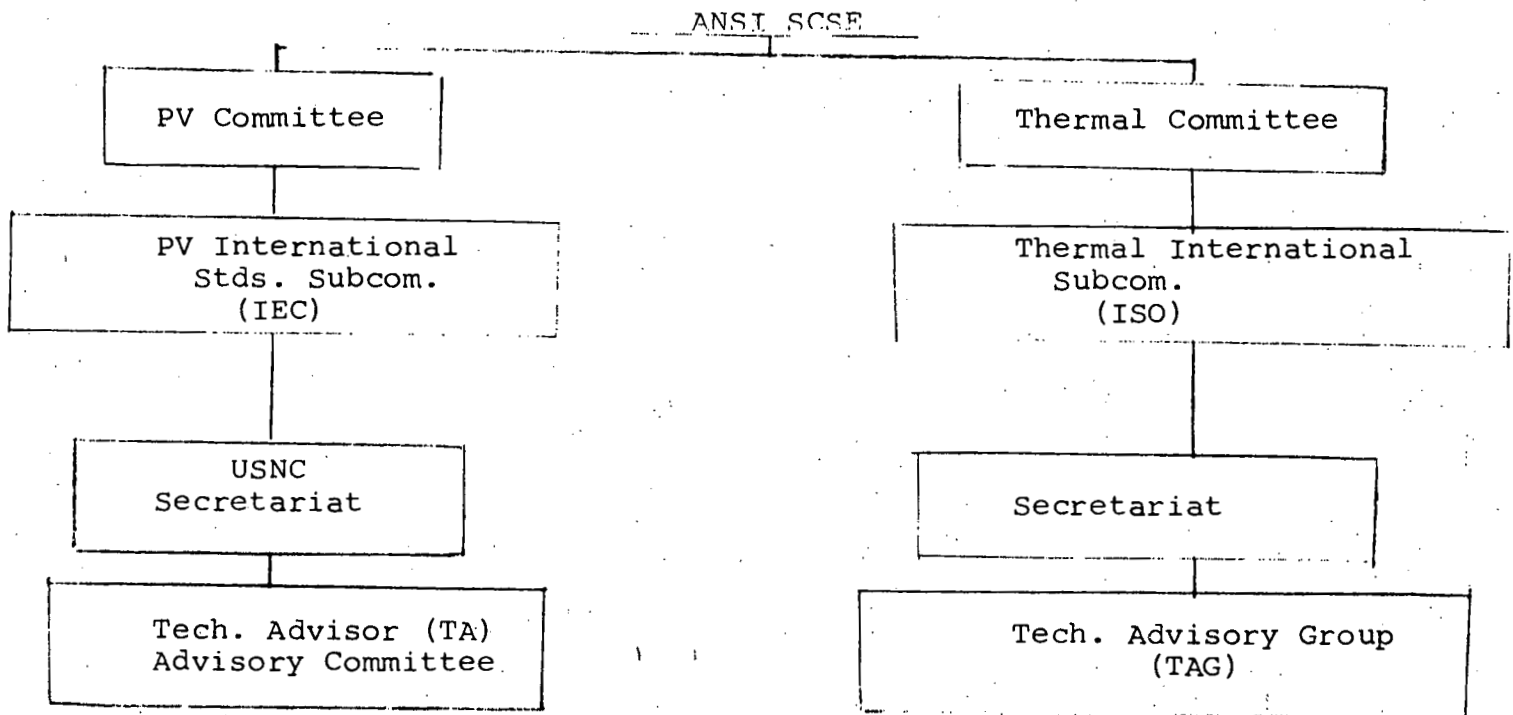 ANSI SCSE
PV Committee
Thermal Committee
PV International
Stds. Subcom.
(IEC)
Thermal International
Subcom.
(ISO)
USNC
Secretariat
Secretariat
Tech. Advisor (TA)
Advisory Committee
Tech. Advisory Group
(TAG)